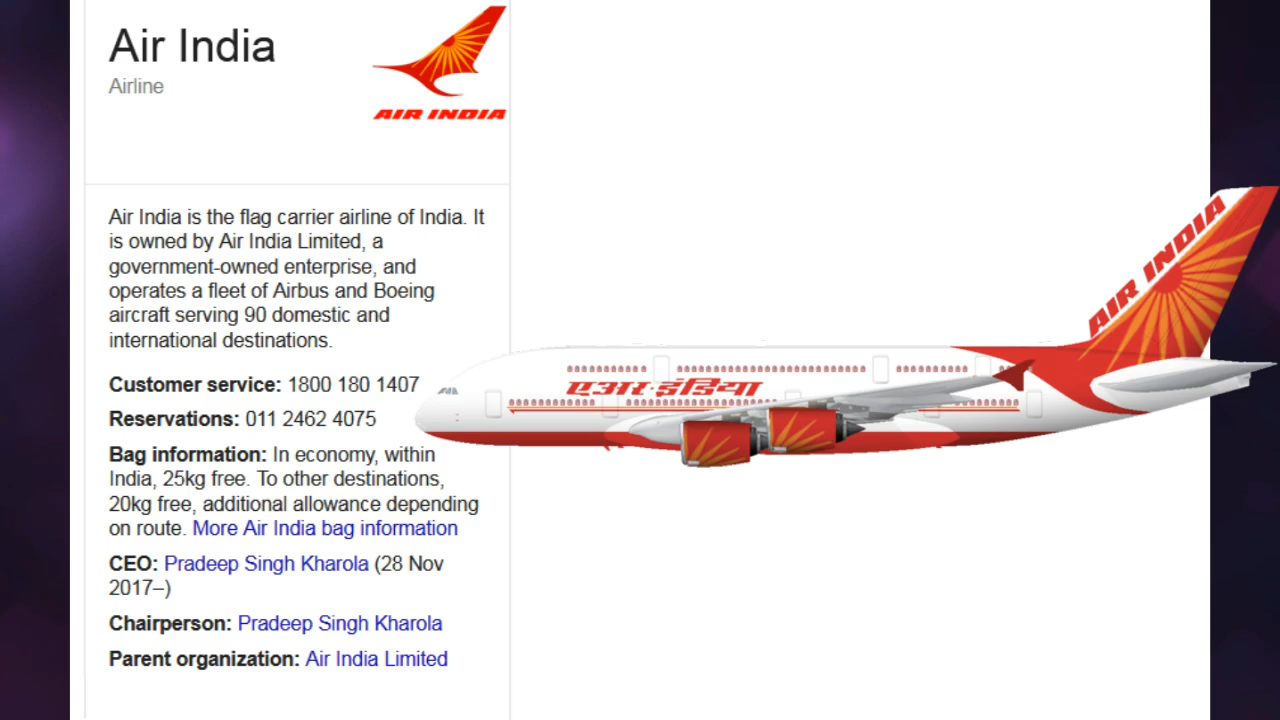 Air India
Airline
AIR INDIA
Air India is the flag carrier airline of India. It
is owned by Air India Limited, a
government-owned enterprise, and
operates a fleet of Airbus and Boeing
aircraft serving 90 domestic and
international destinations.
Customer service: 1800 180 1407
Reservations: 011 2462 4075
Bag information: In economy, within
India, 25kg free. To other destinations,
20kg free, additional allowance depending
on route. More Air India bag information
CEO: Pradeep Singh Kharola (28 Nov
2017–)
Chairperson: Pradeep Singh Kharola
Parent organization: Air India Limited
AIR INDIA
एअर इंडिया